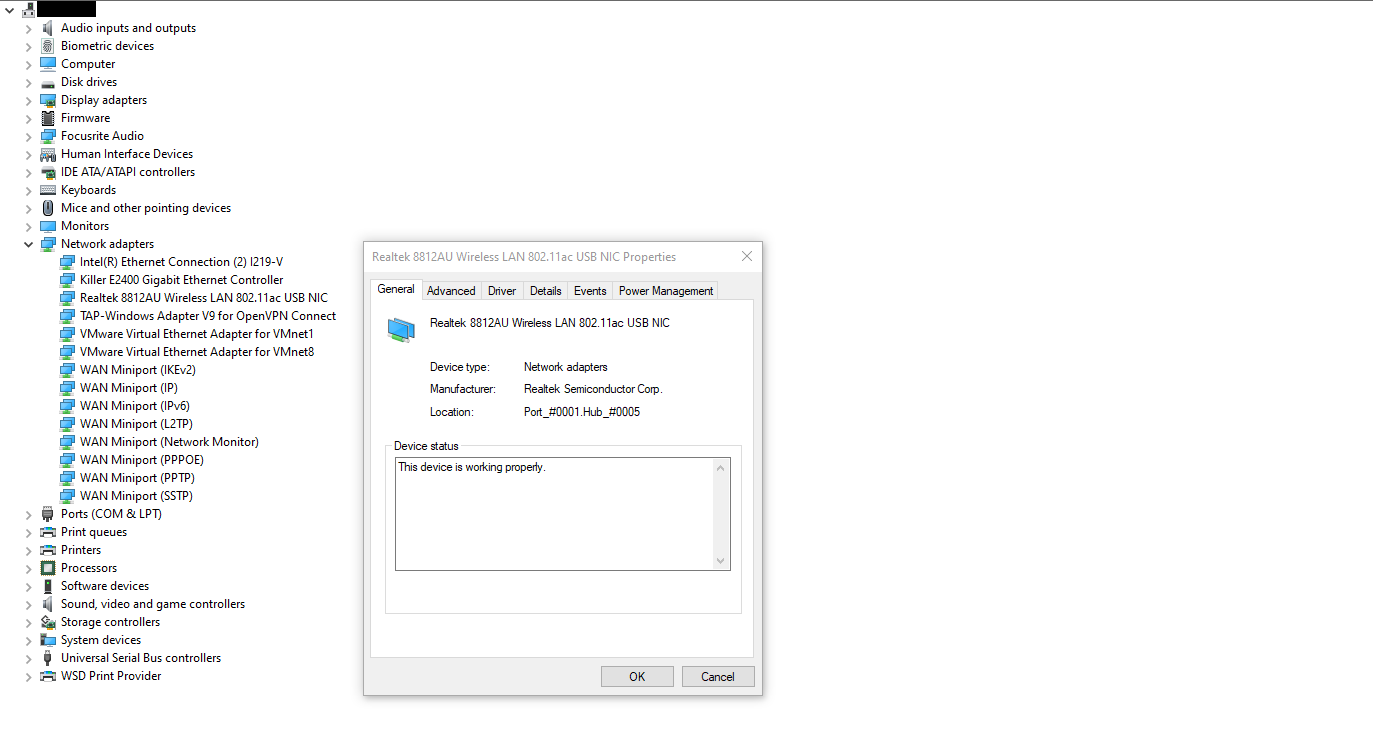 Audio inputs and outputs
Biometric devices
Computer
Disk drives
Display adapters
Firmware
Focusrite Audio
Human Interface Devices
IDE ATA/ATAPI controllers
Keyboards
Mice and other pointing devices
Monitors
Network adapters
Intel(R) Ethernet Connection (2) I219-V
Killer E2400 Gigabit Ethernet Controller
Realtek 8812AU Wireless LAN 802.11ac USB NIC
TAP-Windows Adapter V9 for OpenVPN Connect
VMware Virtual Ethernet Adapter for VMnet1
VMware Virtual Ethernet Adapter for VMnet8
WAN Miniport (IKEv2)
WAN Miniport (IP)
WAN Miniport (IPv6)
WAN Miniport (L2TP)
WAN Miniport (Network Monitor)
WAN Miniport (PPPOE)
WAN Miniport (PPTP)
WAN Miniport (SSTP)
Ports (COM & LPT)
Print queues
Printers
Processors
Software devices
Sound, video and game controllers
Storage controllers
System devices
Universal Serial Bus controllers
WSD Print Provider
Realtek 8812AU Wireless LAN 802.11ac USB NIC Properties
General Advanced Driver Details Events Power Management
Realtek 8812AU Wireless LAN 802.11ac USB NIC
Device type: Network adapters
Manufacturer: Realtek Semiconductor Corp.
Location: Port_#0001.Hub_#0005
Device status
This device is working properly.
OK Cancel